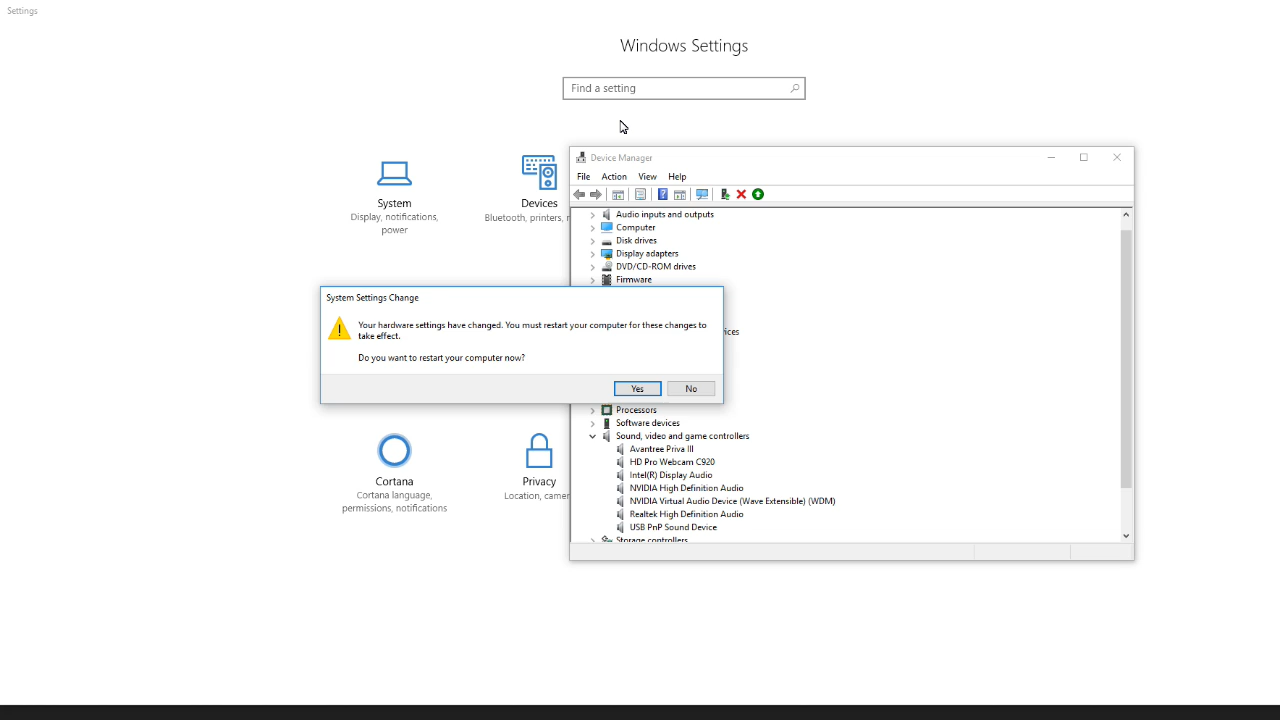 Settings
Windows Settings
Find a setting
System
Display, notifications,
power
Devices
Bluetooth, printers,
Device Manager
File Action View Help
Audio inputs and outputs
Computer
Disk drives
Display adapters
DVD/CD-ROM drives
Firmware
System Settings Change
Your hardware settings have changed. You must restart your computer for these changes to
take effect.
Do you want to restart your computer now?
Yes No
Processors
Software devices
Sound, video and game controllers
Avantree Priva III
HD Pro Webcam C920
Intel(R) Display Audio
NVIDIA High Definition Audio
NVIDIA Virtual Audio Device (Wave Extensible) (WDM)
Realtek High Definition Audio
USB PnP Sound Device
Storage controllers
Cortana
Cortana language,
permissions, notifications
Privacy
Location,